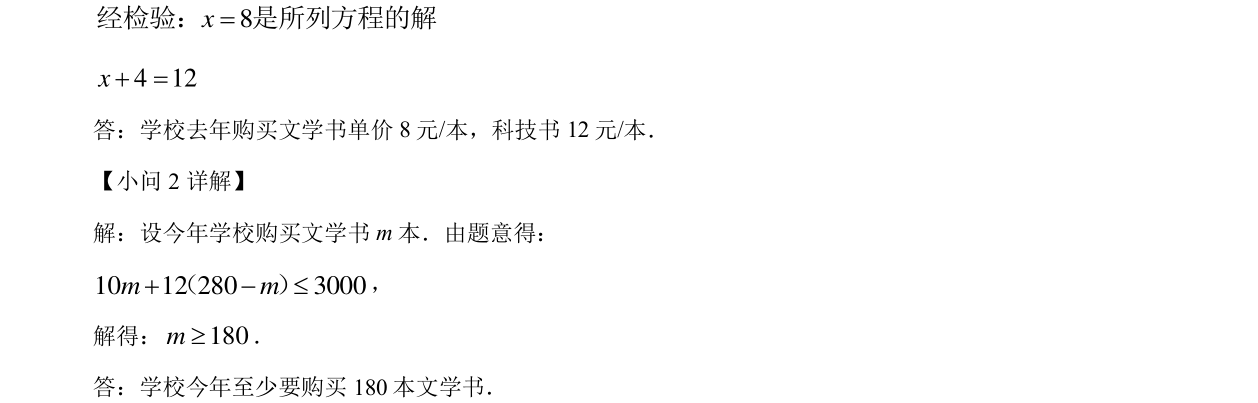 经检验：x＝8是所列方程的解
x＋4＝12
答：学校去年购买文学书单价 8 元/本，科技书 12 元/本．
【小问 2 详解】
解：设今年学校购买文学书 m 本．由题意得：
10m＋12(280－m)≤3000，
解得：m≥180．
答：学校今年至少要购买 180 本文学书．